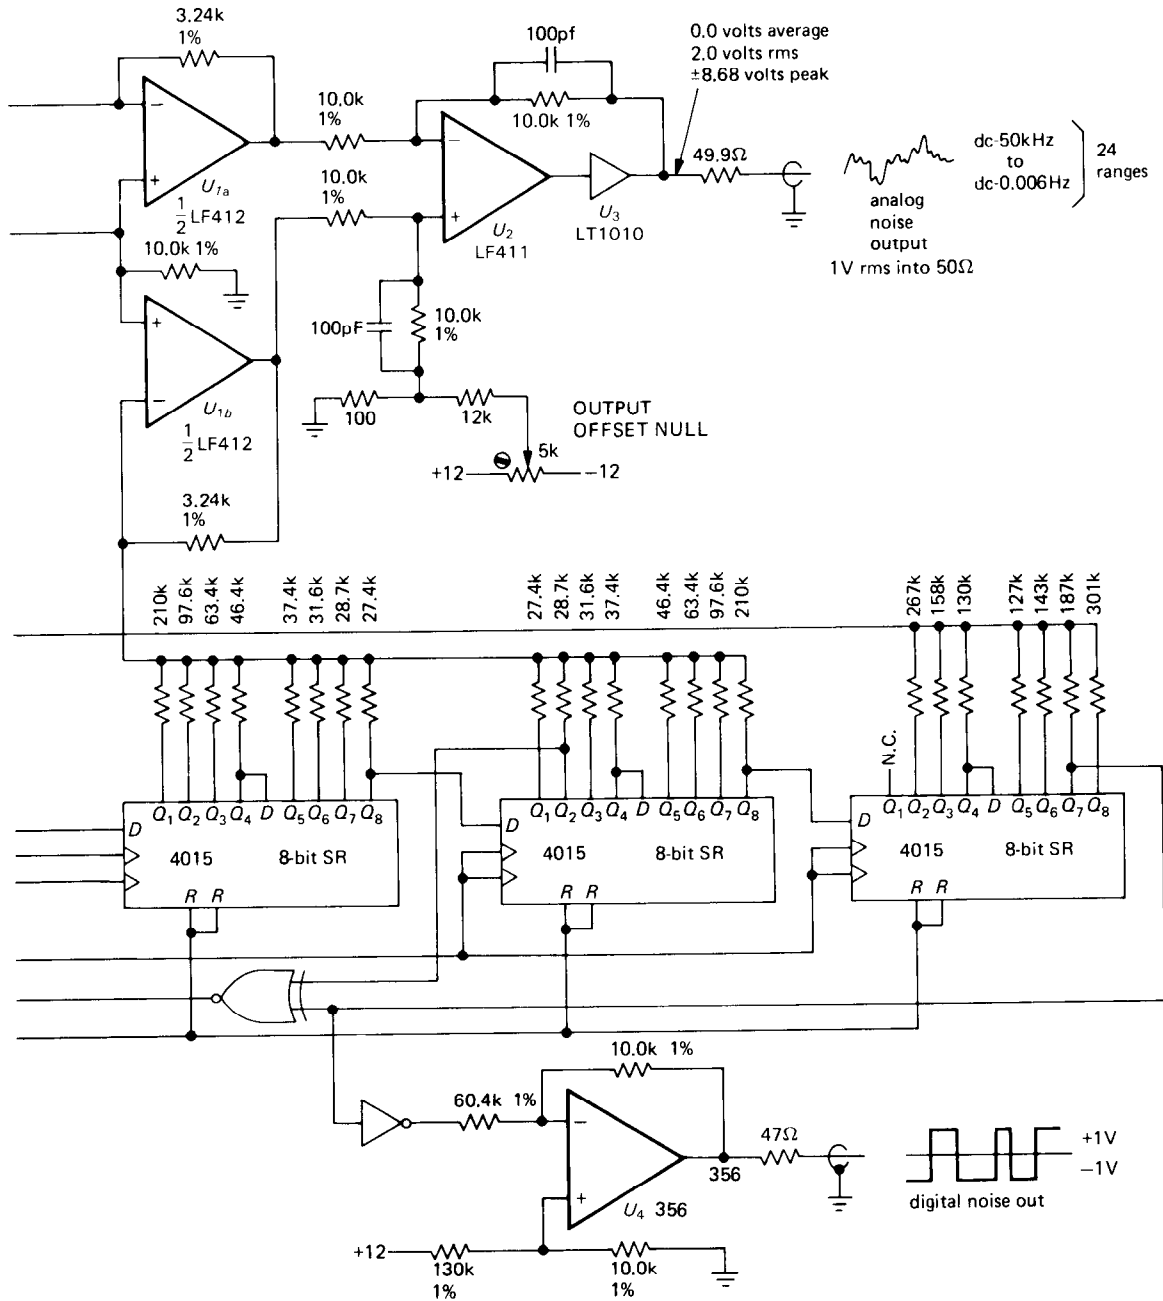 3.24k
1%
100pf
0.0 volts average
2.0 volts rms
±8.68 volts peak
10.0k
1%
10.0k 1%
−
+
U1a
1/2 LF412
10.0k
1%
−
+
U2
LF411
U3
LT1010
49.9Ω
analog
noise
output
1V rms into 50Ω
dc-50kHz
to
dc-0.006Hz
24
ranges
10.0k 1%
+
−
U1b
1/2 LF412
100pF
10.0k
1%
100
12k
OUTPUT
OFFSET NULL
5k
+12
−12
3.24k
1%
210k
97.6k
63.4k
46.4k
37.4k
31.6k
28.7k
27.4k
27.4k
28.7k
31.6k
37.4k
46.4k
63.4k
97.6k
210k
267k
158k
130k
127k
143k
187k
301k
N.C.
Q1 Q2 Q3 Q4 D Q5 Q6 Q7 Q8
D
4015 8-bit SR
R R
Q1 Q2 Q3 Q4 D Q5 Q6 Q7 Q8
D
4015 8-bit SR
R R
Q1 Q2 Q3 Q4 D Q5 Q6 Q7 Q8
D
4015 8-bit SR
R R
10.0k 1%
60.4k 1%
−
+
U4 356
356
47Ω
+1V
−1V
digital noise out
+12
130k
1%
10.0k
1%